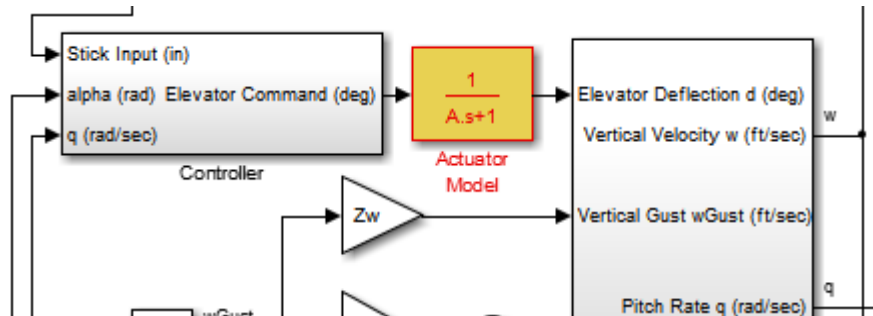 Stick Input (in)
alpha (rad) Elevator Command (deg)
q (rad/sec)
Controller
1
A.s+1
Actuator
Model
Elevator Deflection d (deg)
Vertical Velocity w (ft/sec)
w
Zw
Vertical Gust wGust (ft/sec)
Pitch Rate q (rad/sec)
q
wGust